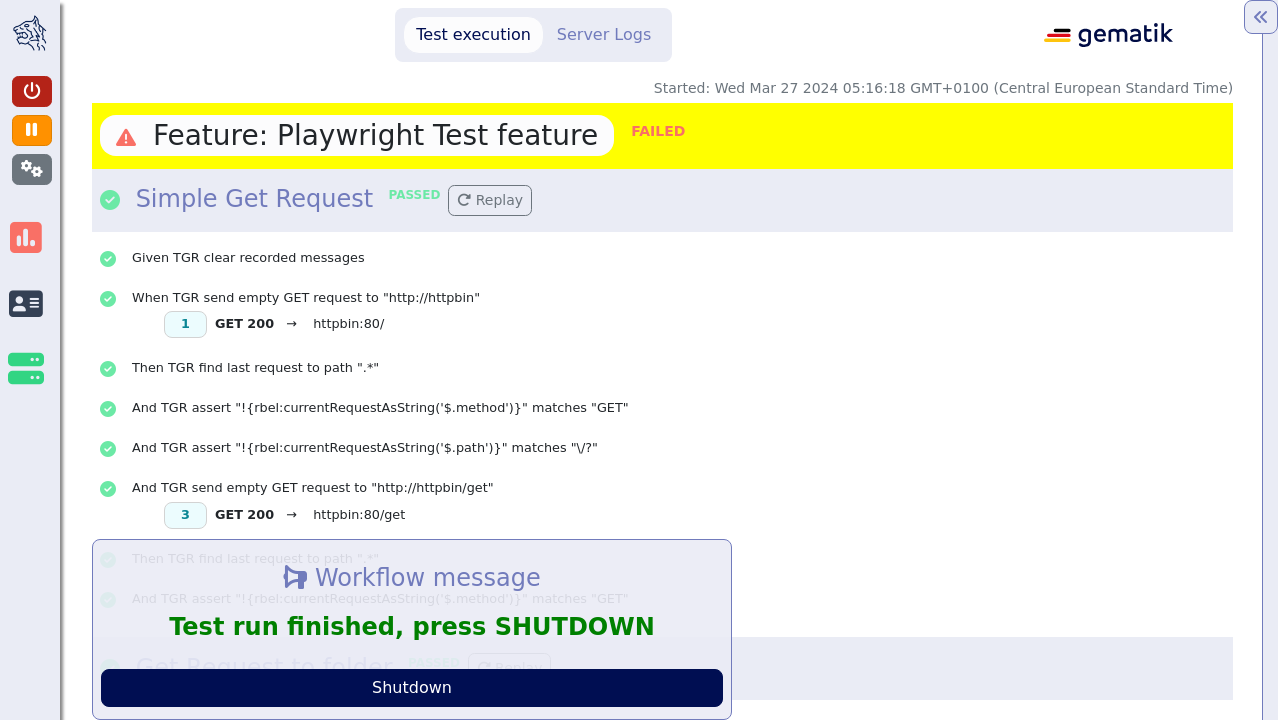 Test execution
Server Logs
gematik
Started: Wed Mar 27 2024 05:16:18 GMT+0100 (Central European Standard Time)
Feature: Playwright Test feature FAILED
Simple Get Request PASSED Replay
Given TGR clear recorded messages
When TGR send empty GET request to "http://httpbin"
1 GET 200 → httpbin:80/
Then TGR find last request to path ".*"
And TGR assert "!{rbel:currentRequestAsString('$.method')}" matches "GET"
And TGR assert "!{rbel:currentRequestAsString('$.path')}" matches "\/?"
And TGR send empty GET request to "http://httpbin/get"
3 GET 200 → httpbin:80/get
Then TGR find last request to path ".*"
Workflow message
And TGR assert "!{rbel:currentRequestAsString('$.method')}" matches "GET"
Test run finished, press SHUTDOWN
Get Request to folder PASSED Replay
Shutdown